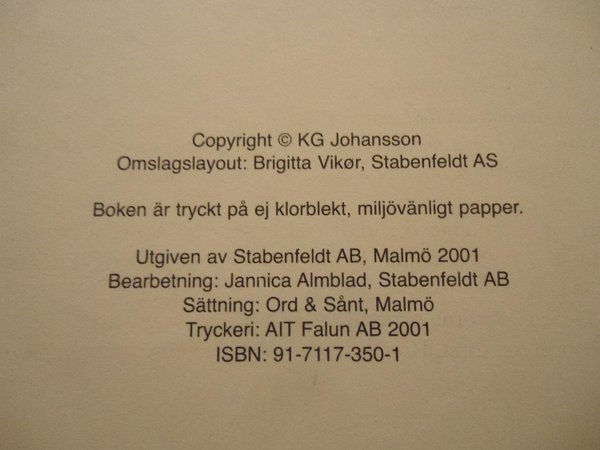 Copyright © KG Johansson
Omslagslayout: Brigitta Vikør, Stabenfeldt AS
Boken är tryckt på ej klorblekt, miljövänligt papper.
Utgiven av Stabenfeldt AB, Malmö 2001
Bearbetning: Jannica Almblad, Stabenfeldt AB
Sättning: Ord & Sånt, Malmö
Tryckeri: AIT Falun AB 2001
ISBN: 91-7117-350-1